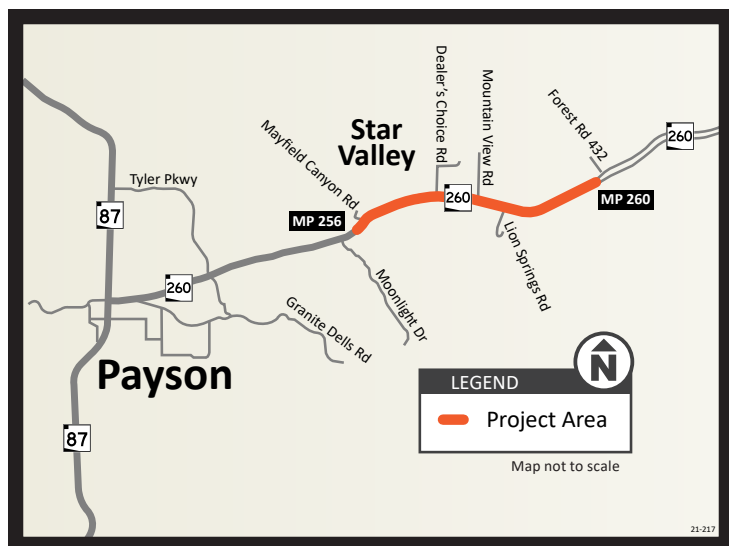 Star
Valley
Dealer's Choice Rd
Mountain View Rd
Forest Rd 432
260
Mayfield Canyon Rd
Tyler Pkwy
87
MP 256
260
MP 260
Lion Springs Rd
260
Moonlight Dr
Granite Dells Rd
Payson
87
N
LEGEND
Project Area
Map not to scale
21-217